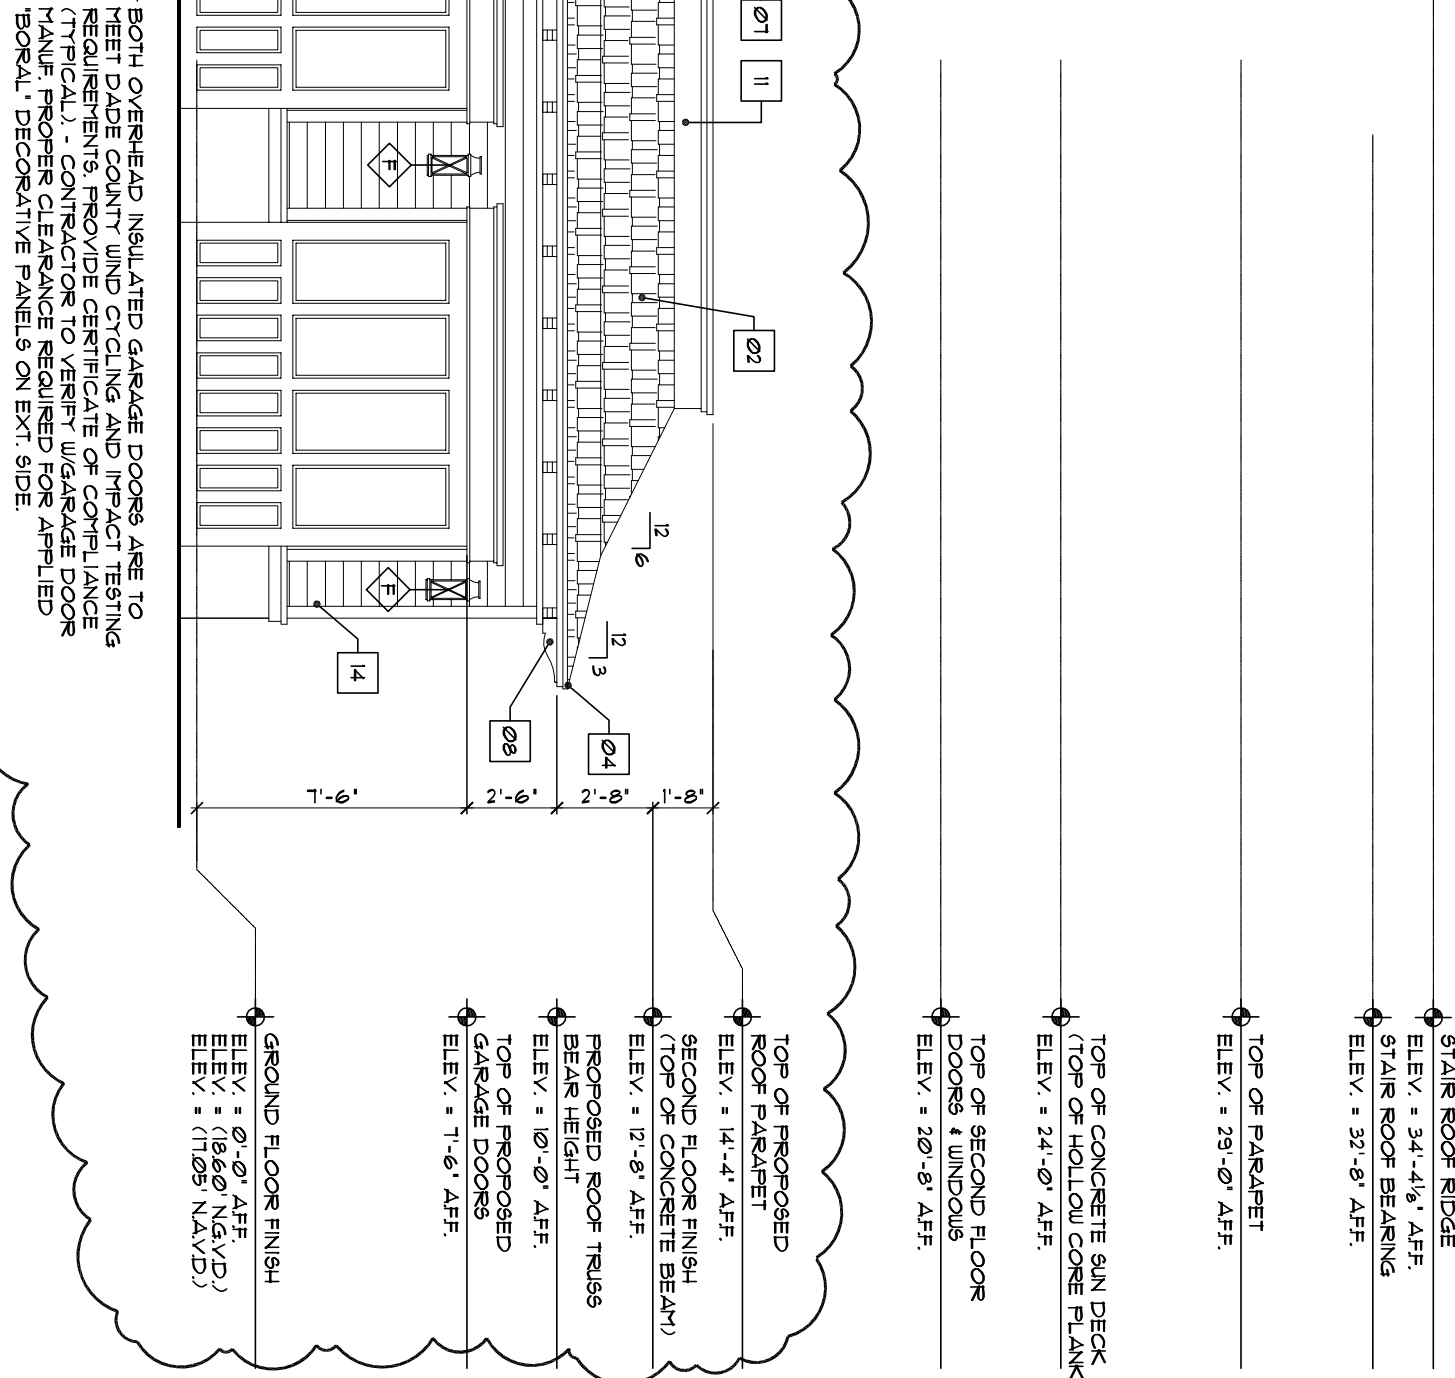 BOTH OVERHEAD INSULATED GARAGE DOORS ARE TO
MEET DADE COUNTY WIND CYCLING AND IMPACT TESTING
REQUIREMENTS. PROVIDE CERTIFICATE OF COMPLIANCE
(TYPICAL). - CONTRACTOR TO VERIFY W/GARAGE DOOR
MANUF. PROPER CLEARANCE REQUIRED FOR APPLIED
"BORAL" DECORATIVE PANELS ON EXT. SIDE.
07
11
02
F
F
12
6
12
3
14
08
04
1'-8"
2'-8"
2'-6"
7'-6"
STAIR ROOF RIDGE
ELEV. = 34'-4 1/8" A.F.F.
STAIR ROOF BEARING
ELEV. = 32'-8" A.F.F.
TOP OF PARAPET
ELEV. = 29'-0" A.F.F.
TOP OF CONCRETE SUN DECK
(TOP OF HOLLOW CORE PLANK
ELEV. = 24'-0" A.F.F.
TOP OF SECOND FLOOR
DOORS & WINDOWS
ELEV. = 20'-8" A.F.F.
TOP OF PROPOSED
ROOF PARAPET
ELEV. = 14'-4" A.F.F.
SECOND FLOOR FINISH
(TOP OF CONCRETE BEAM)
ELEV. = 12'-8" A.F.F.
PROPOSED ROOF TRUSS
BEAR HEIGHT
ELEV. = 10'-0" A.F.F.
TOP OF PROPOSED
GARAGE DOORS
ELEV. = 7'-6" A.F.F.
GROUND FLOOR FINISH
ELEV. = 0'-0" A.F.F.
ELEV. = (18.60' N.G.V.D.)
ELEV. = (17.05' N.A.V.D.)